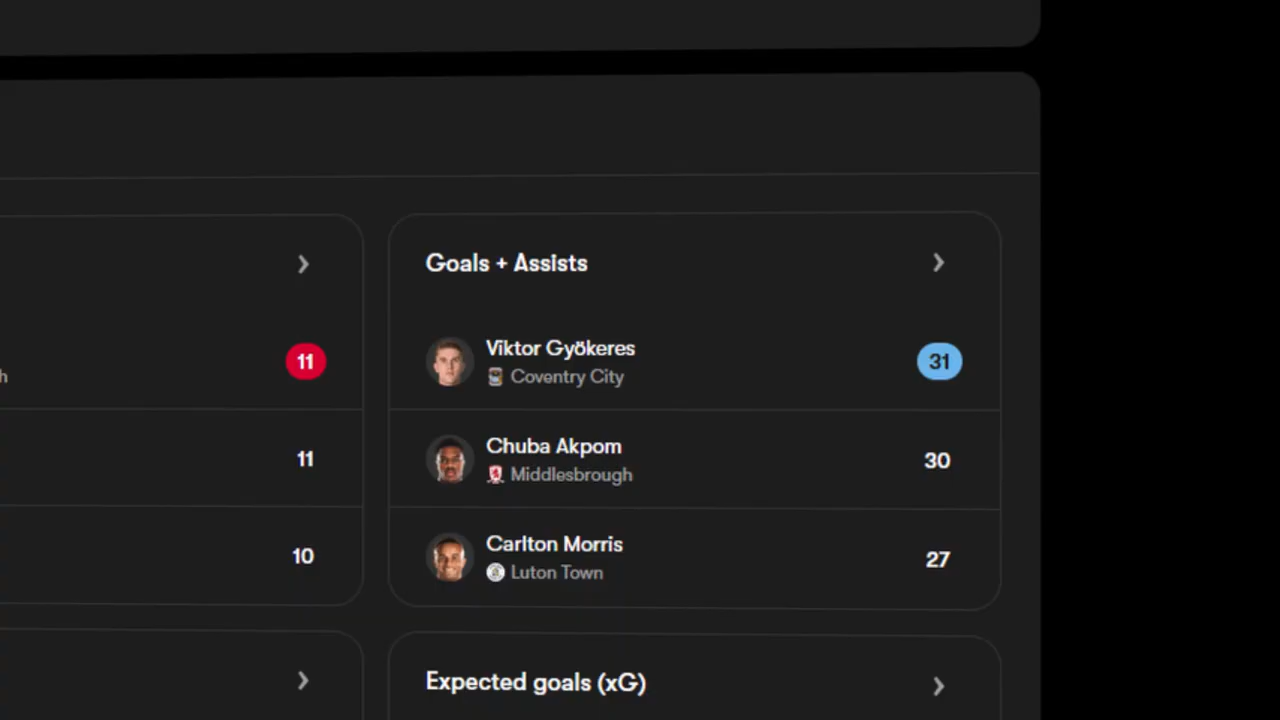 Goals + Assists
11
Viktor Gyökeres
31
h
Coventry City
11
Chuba Akpom
30
Middlesbrough
10
Carlton Morris
27
Luton Town
Expected goals (xG)